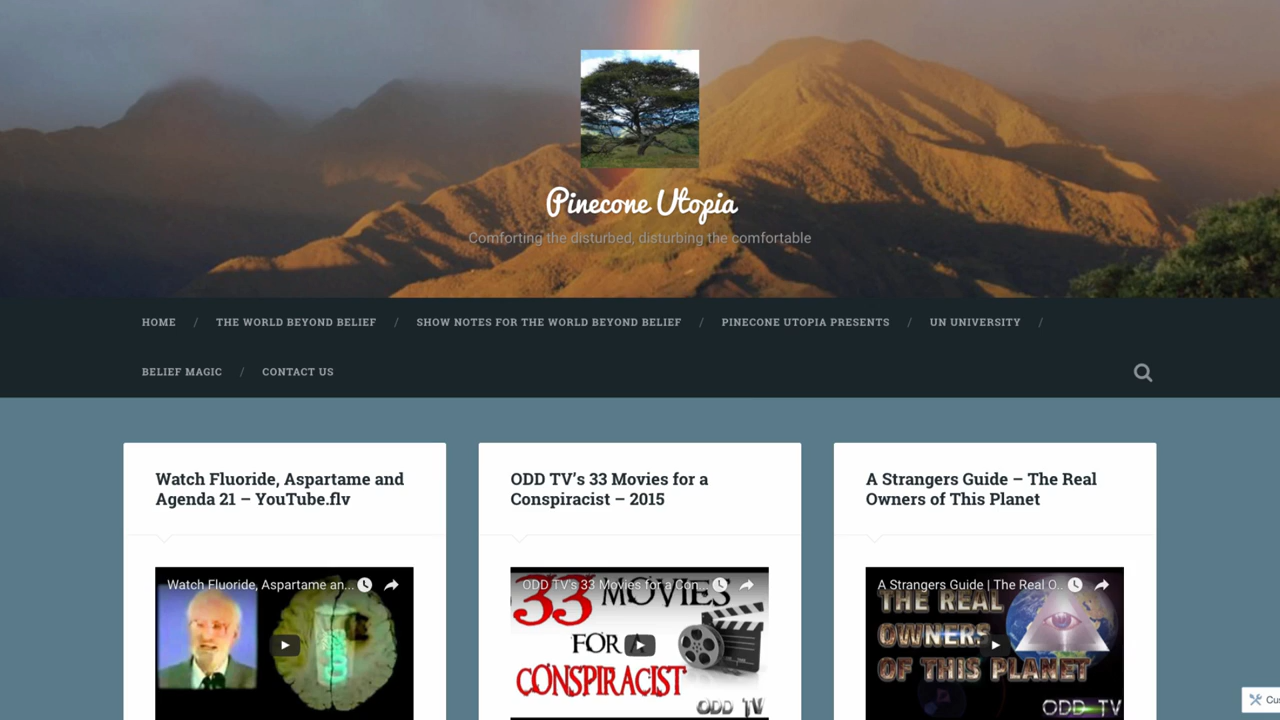 Pinecone Utopia
Comforting the disturbed, disturbing the comfortable
HOME / THE WORLD BEYOND BELIEF / SHOW NOTES FOR THE WORLD BEYOND BELIEF / PINECONE UTOPIA PRESENTS / UN UNIVERSITY /
BELIEF MAGIC / CONTACT US
Watch Fluoride, Aspartame and
Agenda 21 – YouTube.flv
Watch Fluoride, Aspartame an...
ODD TV’s 33 Movies for a
Conspiracist – 2015
ODD TV's 33 Movies for a Con...
33 MOVIES
FOR A
CONSPIRACIST
ODD TV
A Strangers Guide – The Real
Owners of This Planet
A Strangers Guide | The Real O...
THE REAL
OWNERS
OF THIS PLANET
ODD TV
Cus